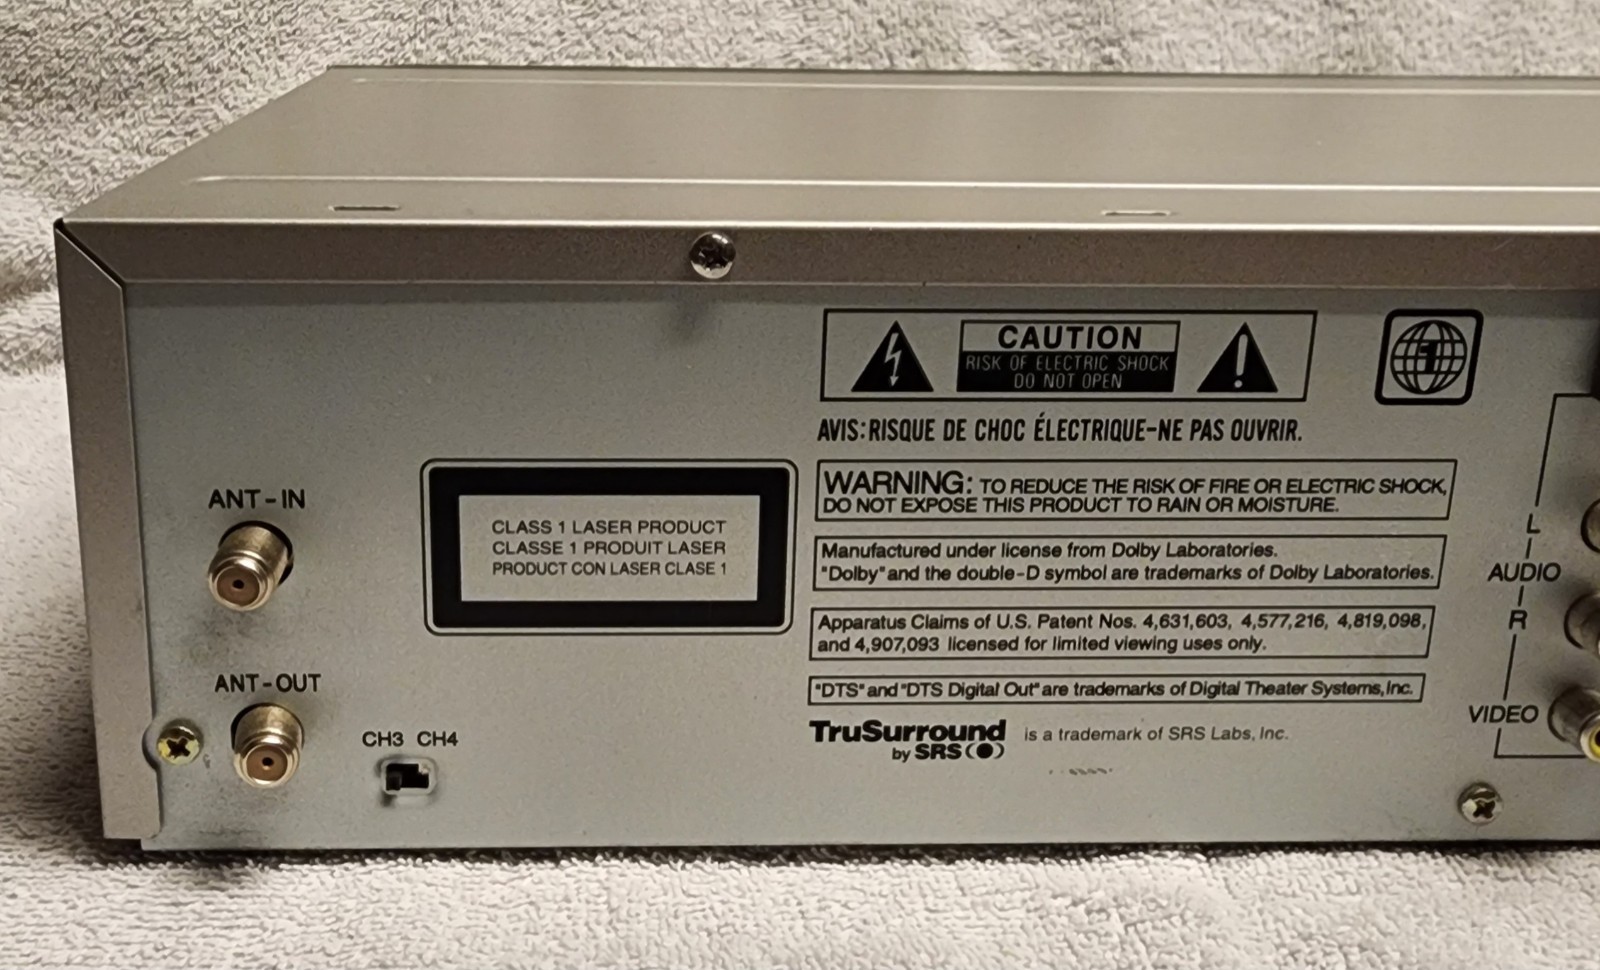 CAUTION
RISK OF ELECTRIC SHOCK
DO NOT OPEN
1
AVIS: RISQUE DE CHOC ÉLECTRIQUE-NE PAS OUVRIR.
ANT-IN
CLASS 1 LASER PRODUCT
CLASSE 1 PRODUIT LASER
PRODUCT CON LASER CLASE 1
WARNING: TO REDUCE THE RISK OF FIRE OR ELECTRIC SHOCK,
DO NOT EXPOSE THIS PRODUCT TO RAIN OR MOISTURE.
Manufactured under license from Dolby Laboratories.
"Dolby" and the double-D symbol are trademarks of Dolby Laboratories.
Apparatus Claims of U.S. Patent Nos. 4,631,603, 4,577,216, 4,819,098,
and 4,907,093 licensed for limited viewing uses only.
"DTS" and "DTS Digital Out" are trademarks of Digital Theater Systems, Inc.
TruSurround is a trademark of SRS Labs, Inc.
by SRS
ANT-OUT
CH3 CH4
L
AUDIO
R
VIDEO